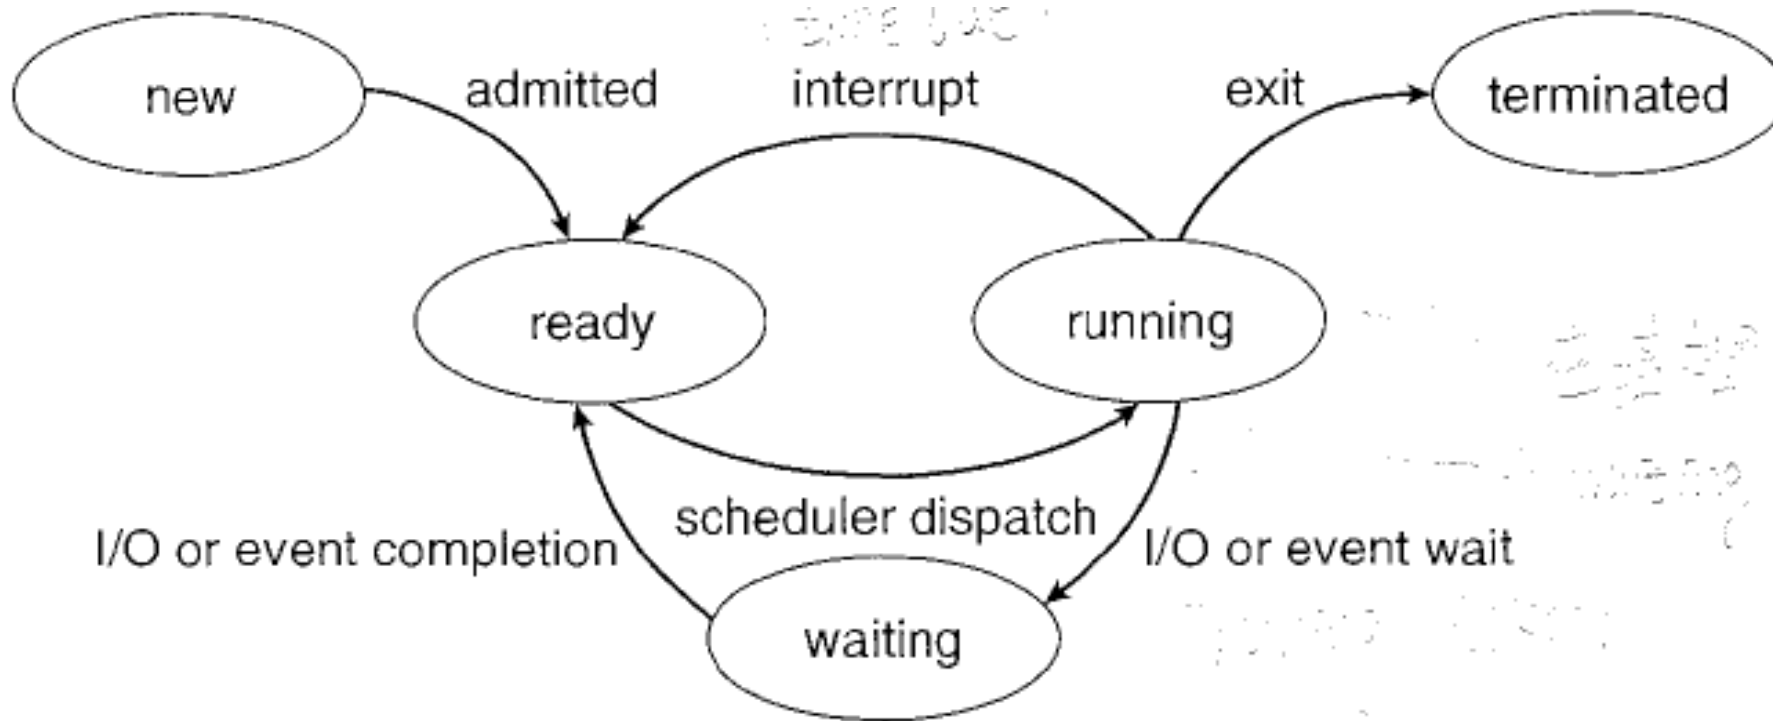 new
admitted
interrupt
exit
terminated
ready
running
scheduler dispatch
I/O or event completion
I/O or event wait
waiting